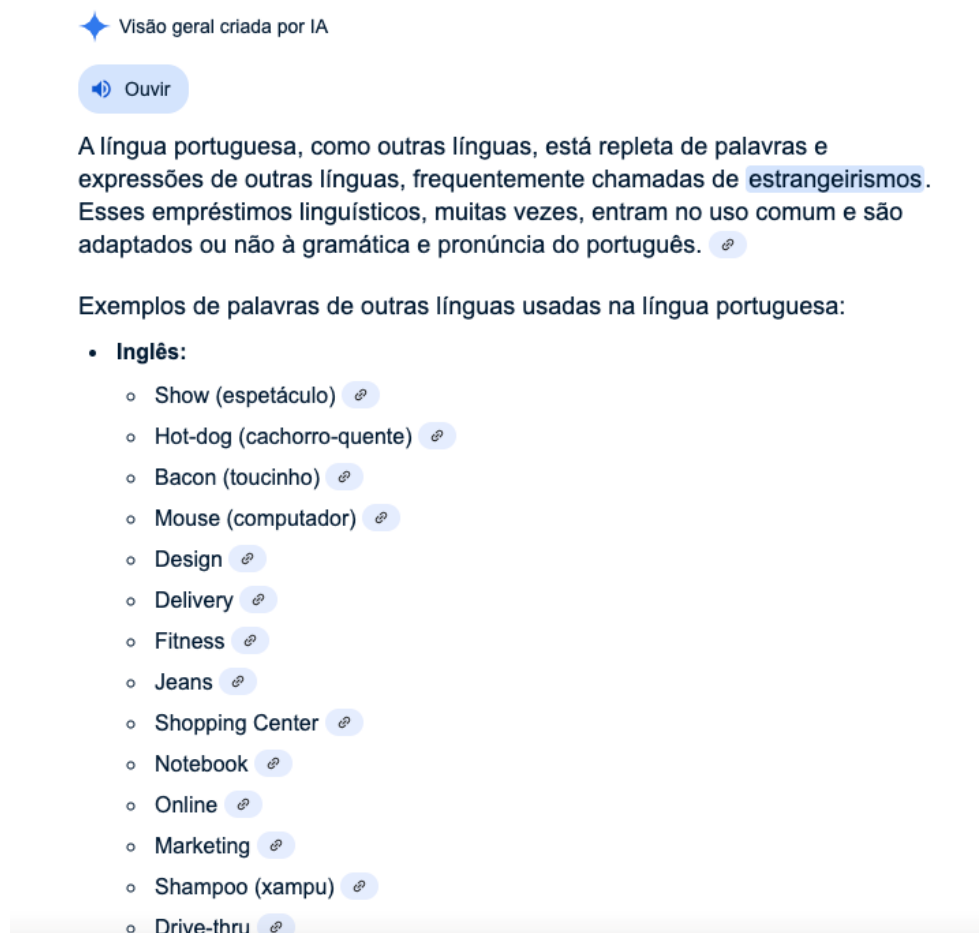 Visão geral criada por IA
Ouvir
A língua portuguesa, como outras línguas, está repleta de palavras e
expressões de outras línguas, frequentemente chamadas de estrangeirismos.
Esses empréstimos linguísticos, muitas vezes, entram no uso comum e são
adaptados ou não à gramática e pronúncia do português.
Exemplos de palavras de outras línguas usadas na língua portuguesa:
• Inglês:
◦ Show (espetáculo)
◦ Hot-dog (cachorro-quente)
◦ Bacon (toucinho)
◦ Mouse (computador)
◦ Design
◦ Delivery
◦ Fitness
◦ Jeans
◦ Shopping Center
◦ Notebook
◦ Online
◦ Marketing
◦ Shampoo (xampu)
◦ Drive-thru